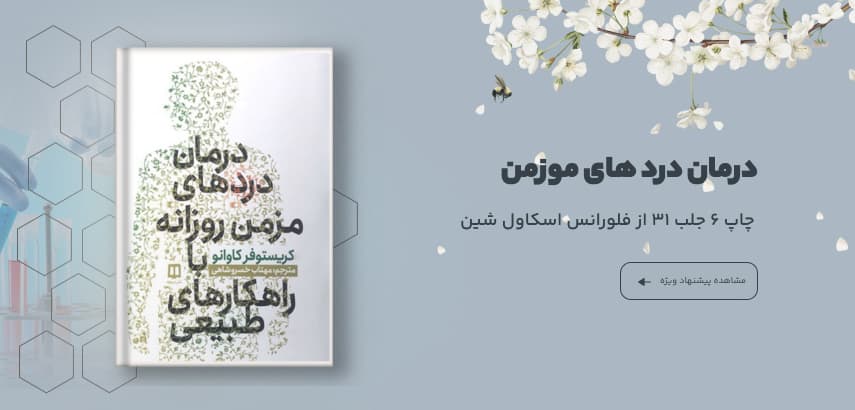 درمان درد های موزمن
چاپ ۶ جلب ۳۱ از فلورانس اسکاول شین
مشاهده پیشنهاد ویژه
درمان
دردهای
مزمن روزانه
با
کریستوفر کاوانو
مترجم: مهتاب خسروشاهی
راهکارهای
طبیعی